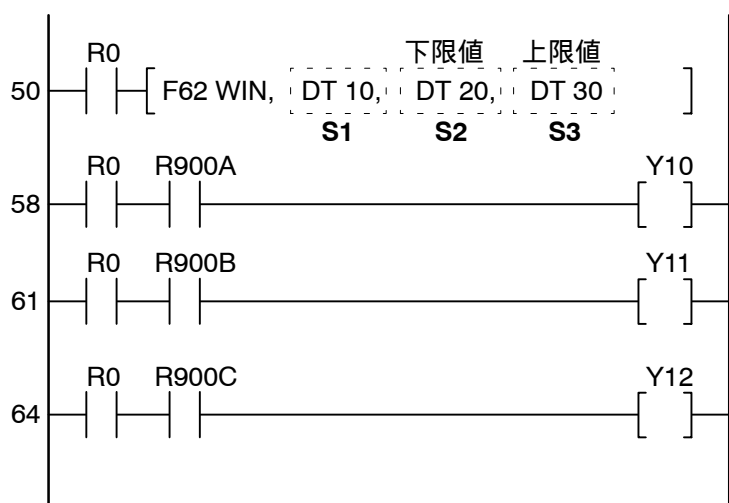 下限値 上限値
R0
50 F62 WIN, DT 10, DT 20, DT 30
S1 S2 S3
R0 R900A Y10
58
R0 R900B Y11
61
R0 R900C Y12
64